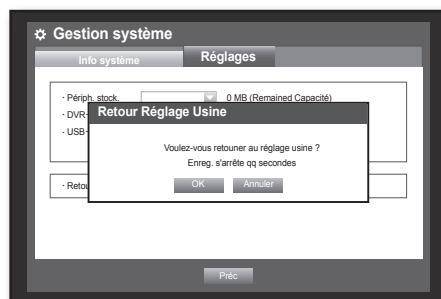 Gestion système
Info système
Réglages
· Périph. stock.
0 MB (Remained Capacité)
· DVR
· USB
Retour Réglage Usine
Voulez-vous retouner au réglage usine ?
Enreg. s'arrête qq secondes
OK
Annuler
· Retou
Préc